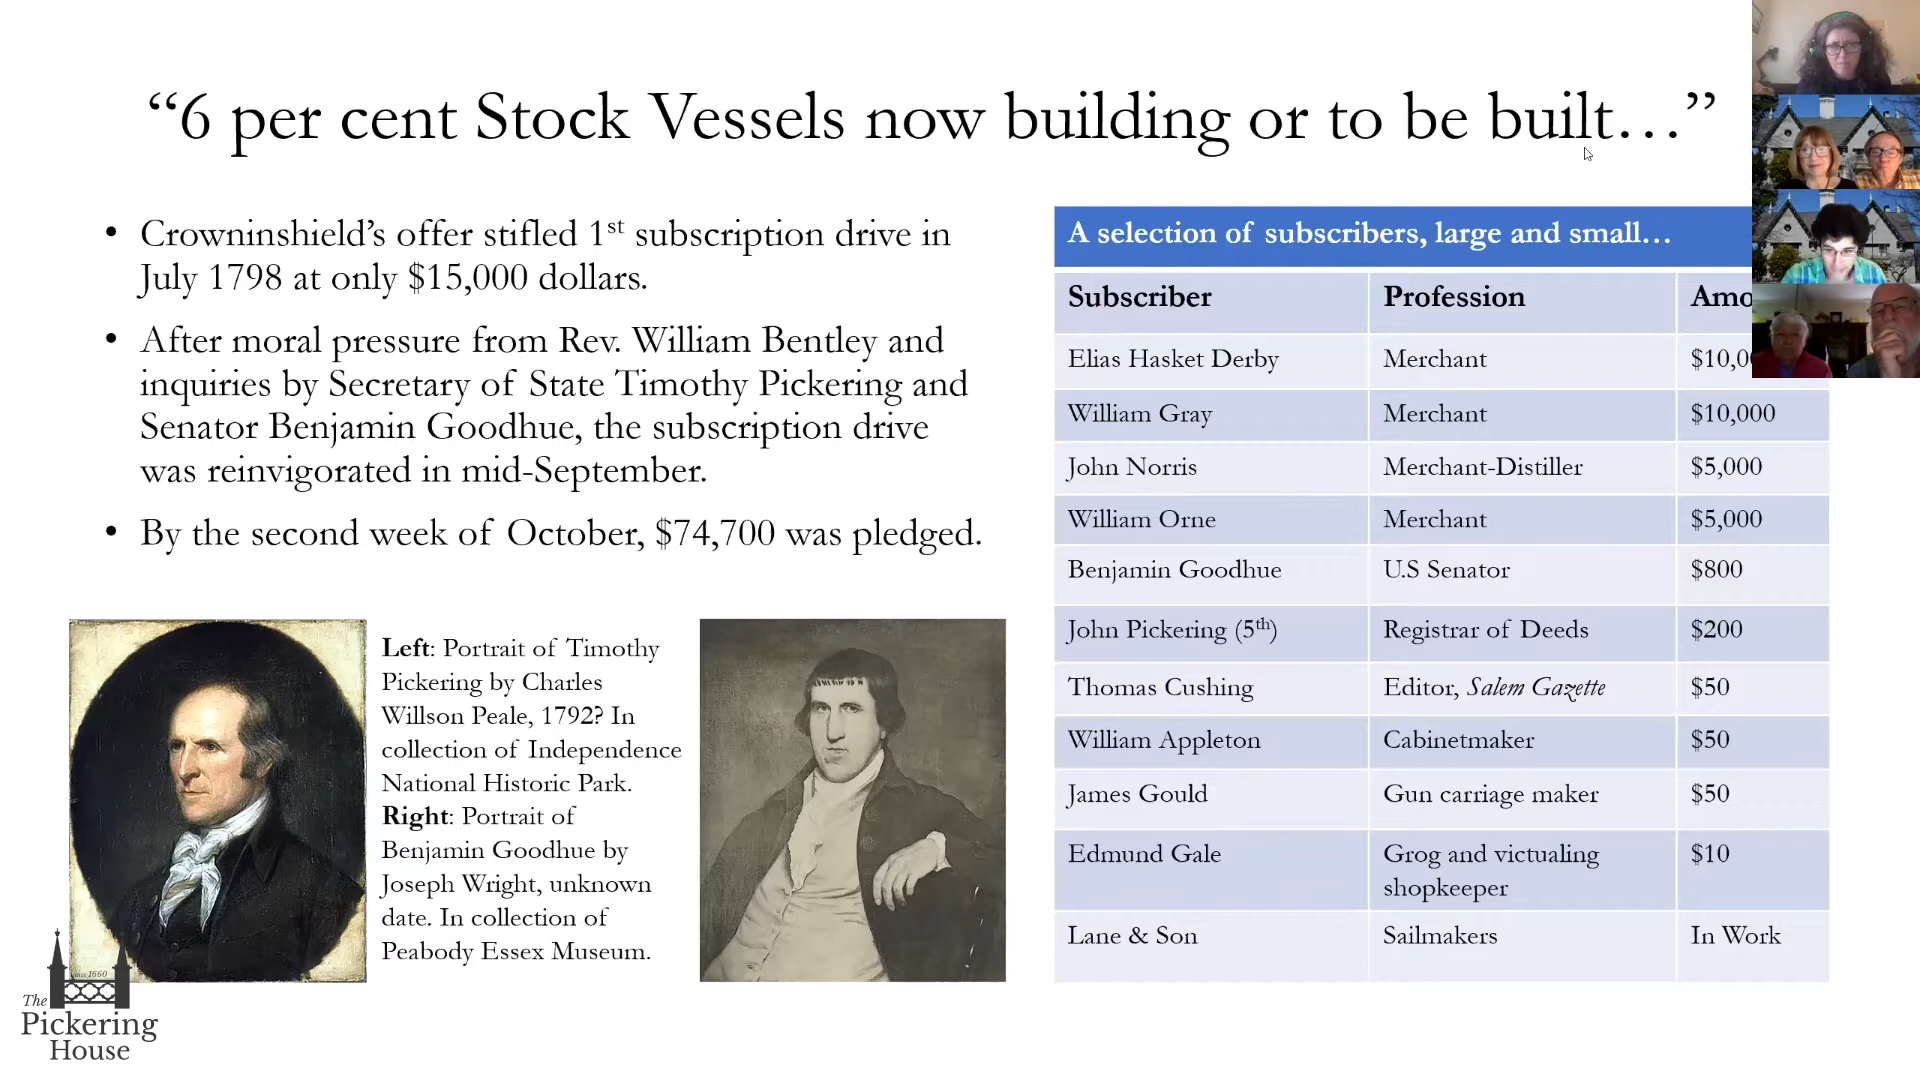 “6 per cent Stock Vessels now building or to be built…”
• Crowninshield’s offer stifled 1st subscription drive in
July 1798 at only $15,000 dollars.
• After moral pressure from Rev. William Bentley and
inquiries by Secretary of State Timothy Pickering and
Senator Benjamin Goodhue, the subscription drive
was reinvigorated in mid-September.
• By the second week of October, $74,700 was pledged.
Left: Portrait of Timothy
Pickering by Charles
Willson Peale, 1792? In
collection of Independence
National Historic Park.
Right: Portrait of
Benjamin Goodhue by
Joseph Wright, unknown
date. In collection of
Peabody Essex Museum.
A selection of subscribers, large and small…
Subscriber Profession
Elias Hasket Derby Merchant
William Gray Merchant $10,000
John Norris Merchant-Distiller $5,000
William Orne Merchant $5,000
Benjamin Goodhue U.S Senator $800
John Pickering (5th) Registrar of Deeds $200
Thomas Cushing Editor, Salem Gazette $50
William Appleton Cabinetmaker $50
James Gould Gun carriage maker $50
Edmund Gale Grog and victualing $10
shopkeeper
Lane & Son Sailmakers In Work
since 1660
The
Pickering
House